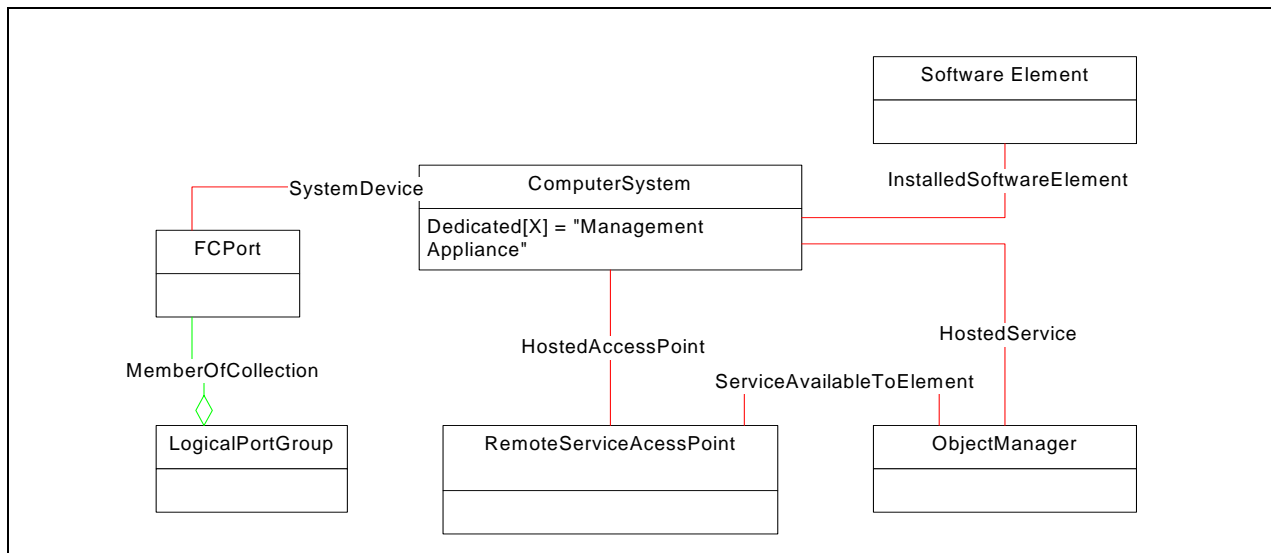 Software Element
ComputerSystem
InstalledSoftwareElement
SystemDevice
Dedicated[X] = "Management
Appliance"
FCPort
HostedService
HostedAccessPoint
MemberOfCollection
ServiceAvailableToElement
LogicalPortGroup
RemoteServiceAcessPoint
ObjectManager